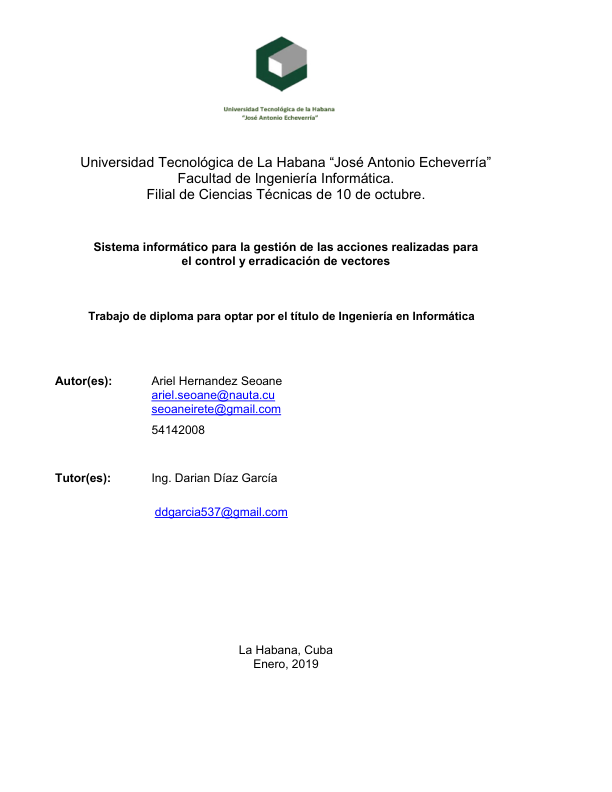 Universidad Tecnológica de la Habana
“José Antonio Echeverría”
Universidad Tecnológica de La Habana “José Antonio Echeverría”
Facultad de Ingeniería Informática.
Filial de Ciencias Técnicas de 10 de octubre.
Sistema informático para la gestión de las acciones realizadas para
el control y erradicación de vectores
Trabajo de diploma para optar por el título de Ingeniería en Informática
Autor(es): Ariel Hernandez Seoane
ariel.seoane@nauta.cu
seoaneirete@gmail.com
54142008
Tutor(es): Ing. Darian Díaz García
ddgarcia537@gmail.com
La Habana, Cuba
Enero, 2019